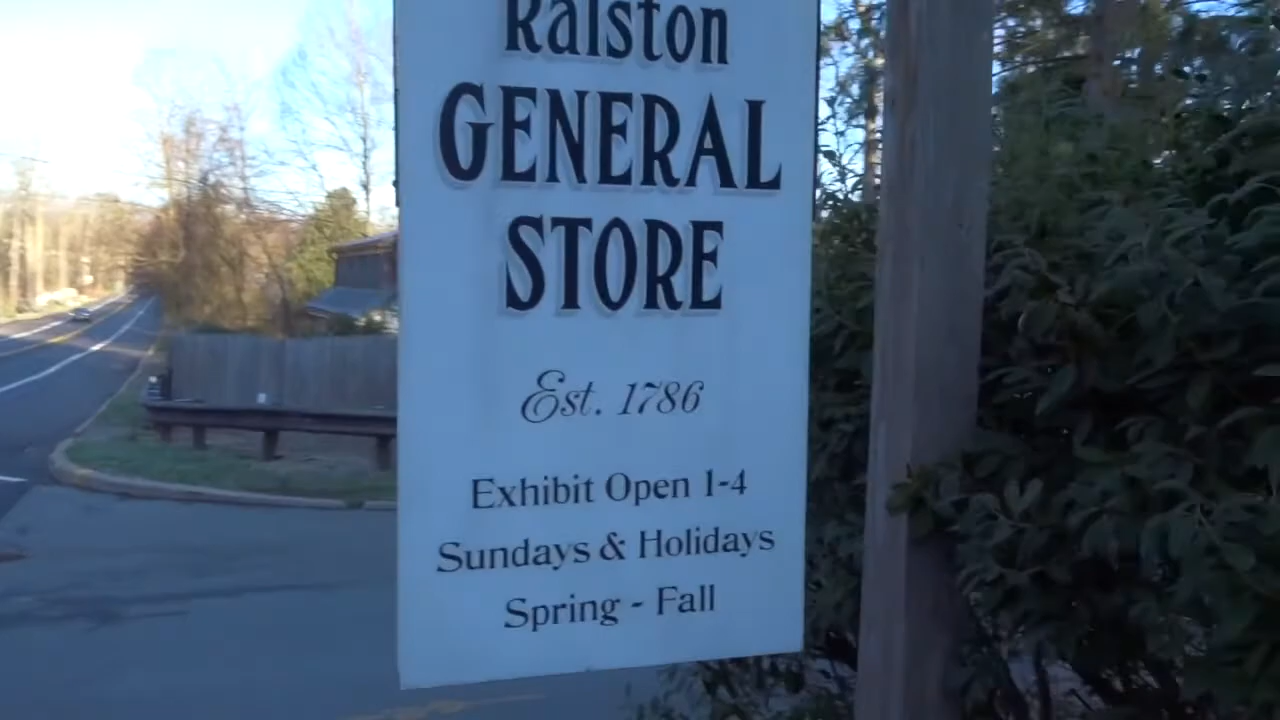 Ralston
GENERAL
STORE
Est. 1786
Exhibit Open 1-4
Sundays & Holidays
Spring - Fall